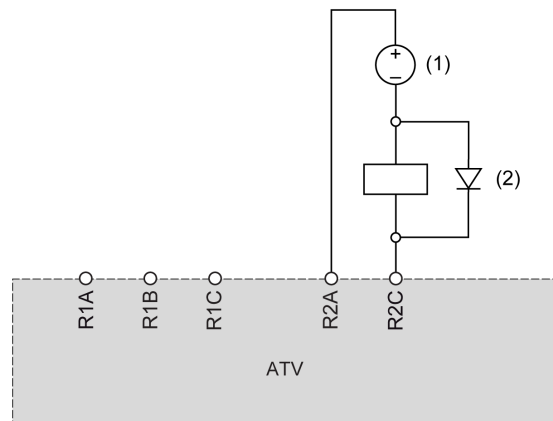 +
–
(1)
(2)
R1A
R1B
R1C
R2A
R2C
ATV